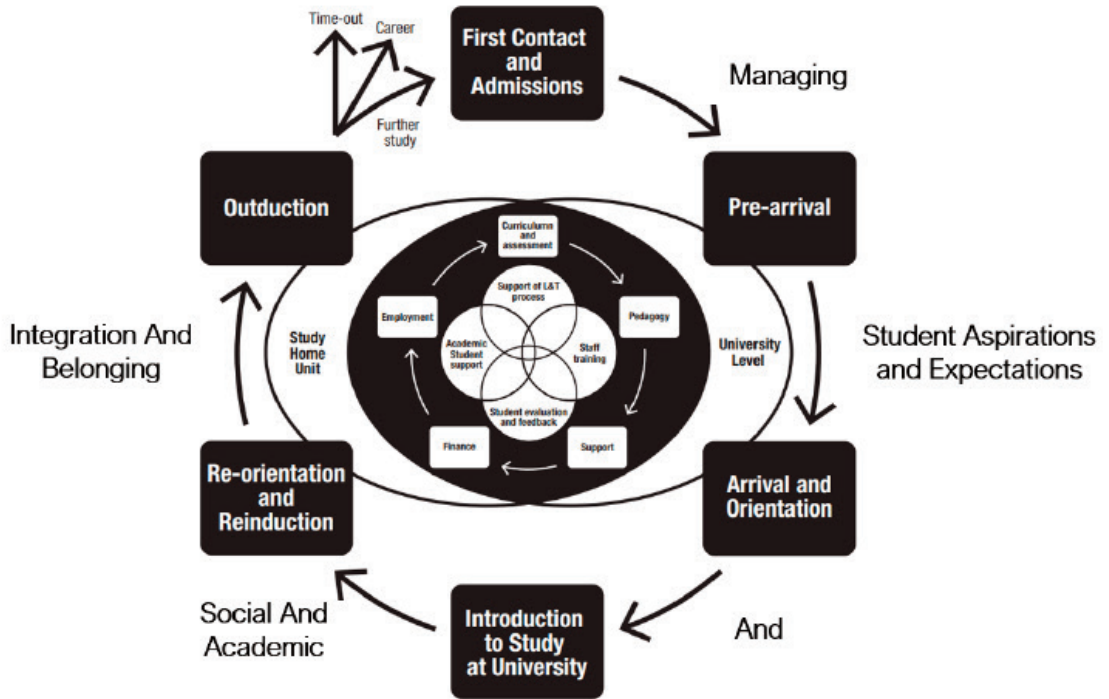 Time-out
Career
Further
study
First Contact
and
Admissions
Managing
Pre-arrival
Student Aspirations
and Expectations
Arrival and
Orientation
And
Introduction
to Study
at University
Social And
Academic
Re-orientation
and
Reinduction
Integration And
Belonging
Outduction
Study
Home
Unit
University
Level
Curriculumn
and
assessment
Pedagogy
Support
Finance
Employment
Support of L&T
process
Staff
training
Student evaluation
and feedback
Academic
Student
support